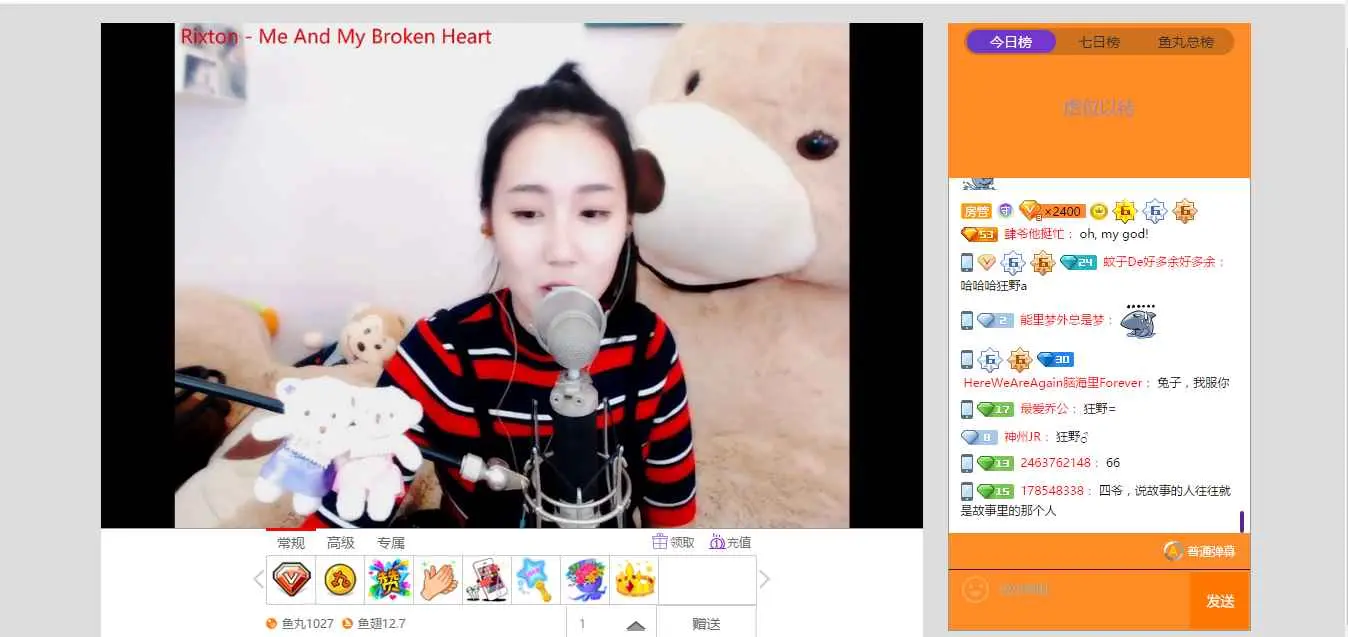 Rixton - Me And My Broken Heart
今日榜 七日榜 鱼丸总榜
虚位以待
房管 守 V 9 ×2400 6 6 6
53 肆爷他挺忙： oh, my god!
V 6 6 24 蚊子De好多余好多余：
哈哈哈狂野a
2 能里梦外总是梦：
6 6 30
HereWeAreAgain脑海里Forever： 兔子，我服你
17 最爱乔公： 狂野=
8 神州JR： 狂野♂
13 2463762148： 66
15 178548338： 四爷，说故事的人往往就
是故事里的那个人
A 普通弹幕
发送
常规 高级 专属 领取 充值
V 丸 赞
鱼丸1027 鱼翅12.7 1 赠送